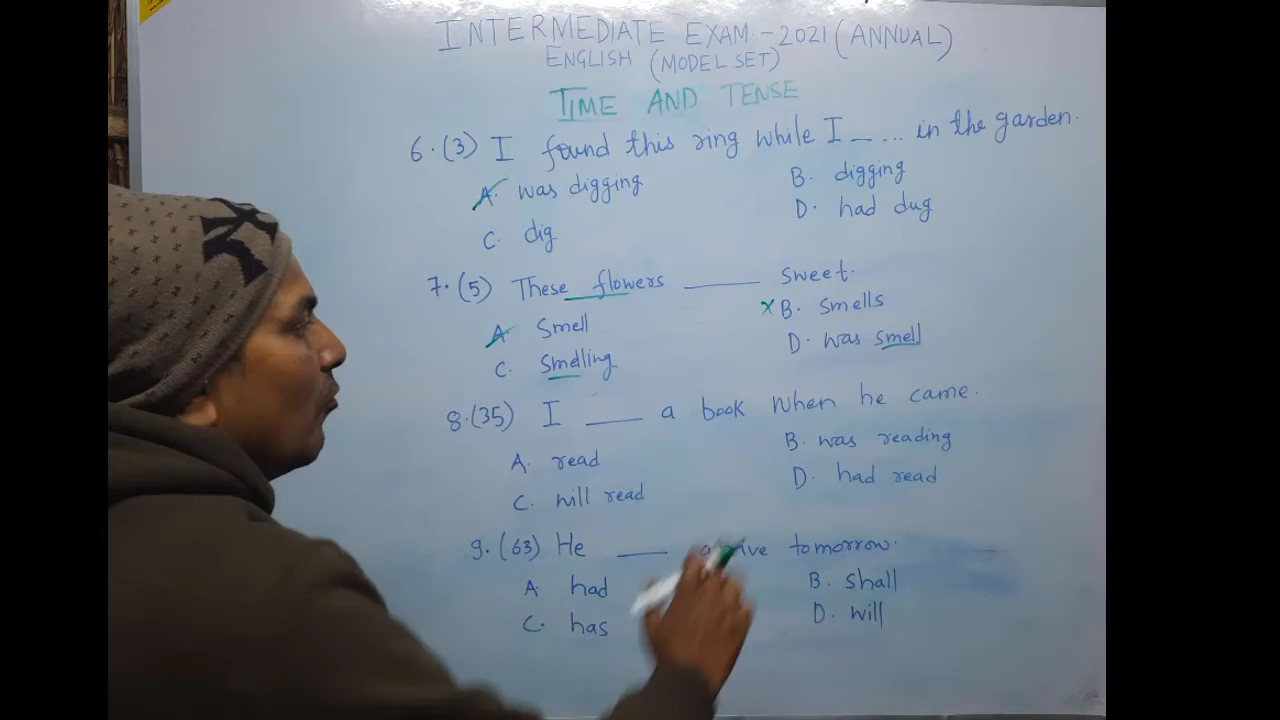 INTERMEDIATE EXAM - 2021 (ANNUAL)
ENGLISH (MODEL SET)
TIME AND TENSE
6. (3) I found this ring while I _ ... in the garden.
A. was digging B. digging
C. dig D. had dug
7. (5) These flowers ____ sweet.
A. Smell B. Smells
C. Smelling D. was smell
8. (35) I ____ a book when he came.
A. read B. was reading
C. will read D. had read
9. (63) He ____ tomorrow.
A. had B. shall
C. has D. will